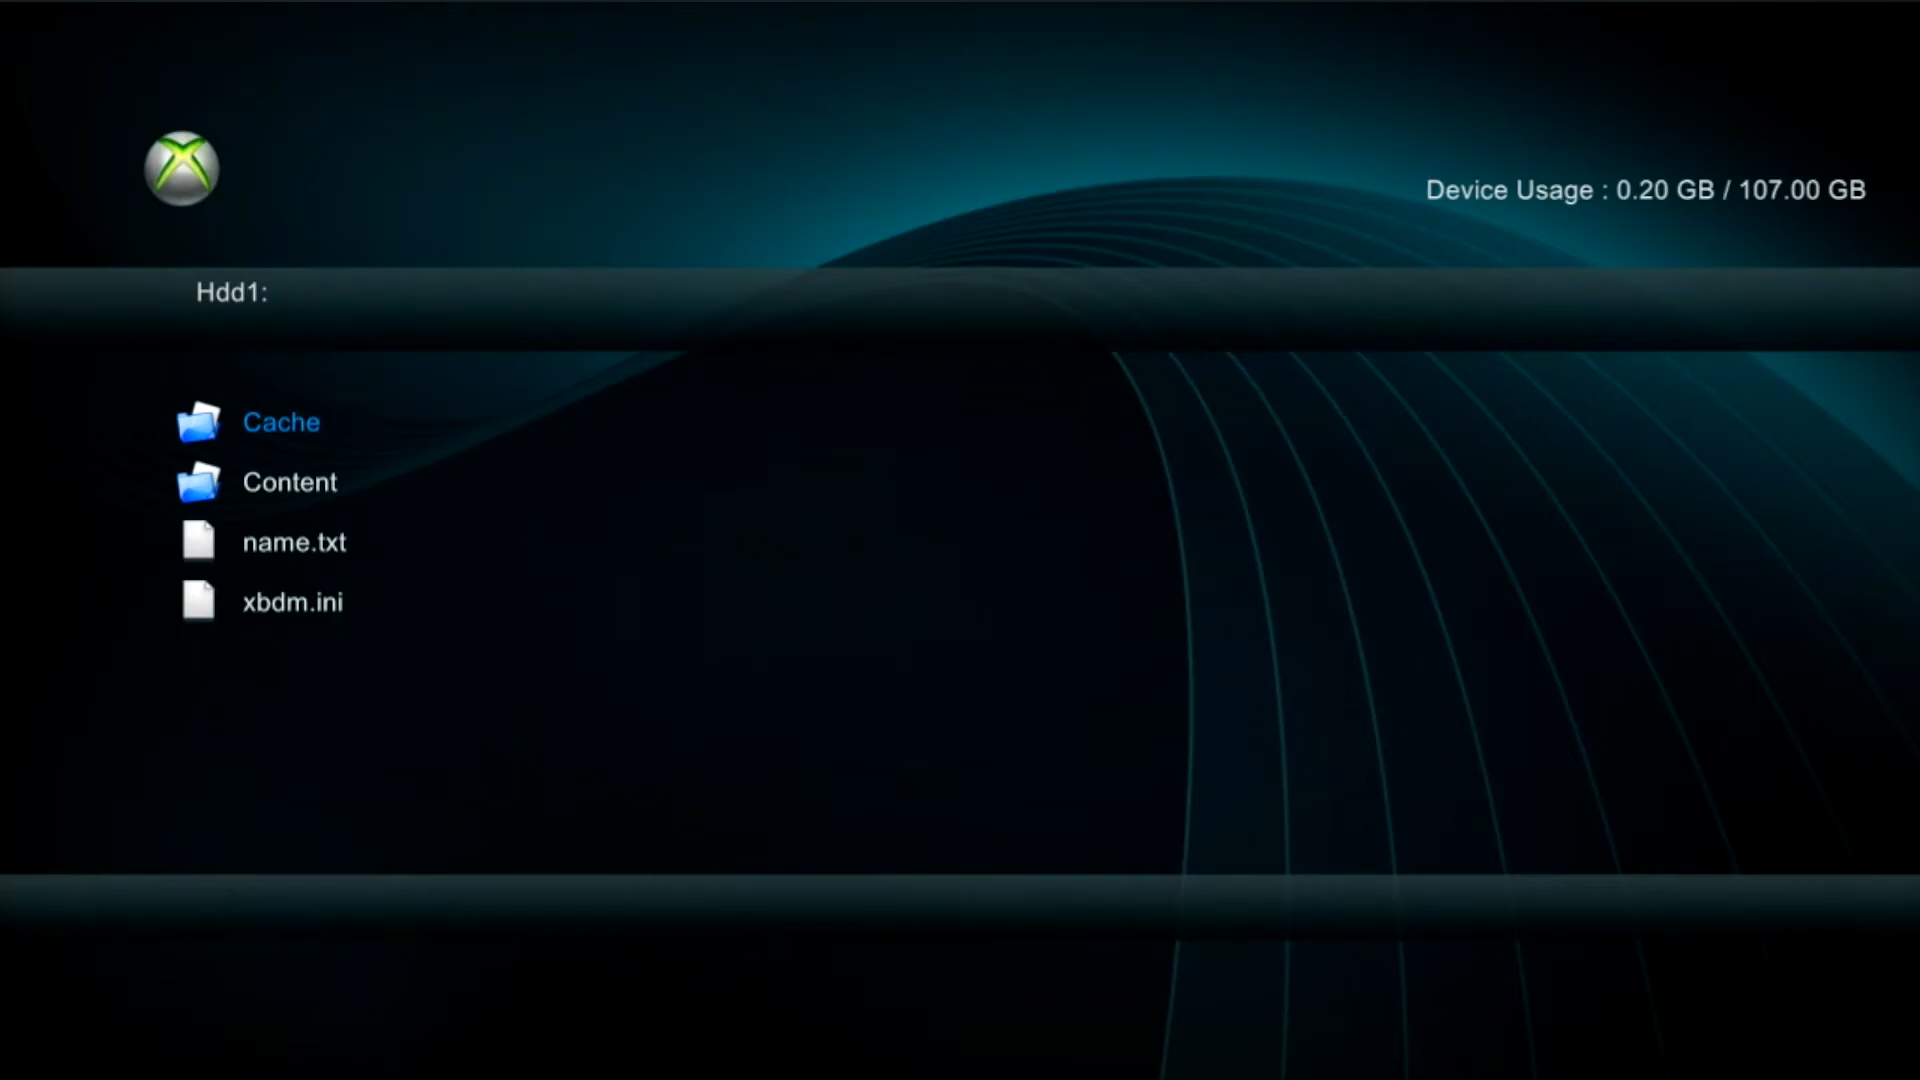 Device Usage : 0.20 GB / 107.00 GB
Hdd1:
Cache
Content
name.txt
xbdm.ini